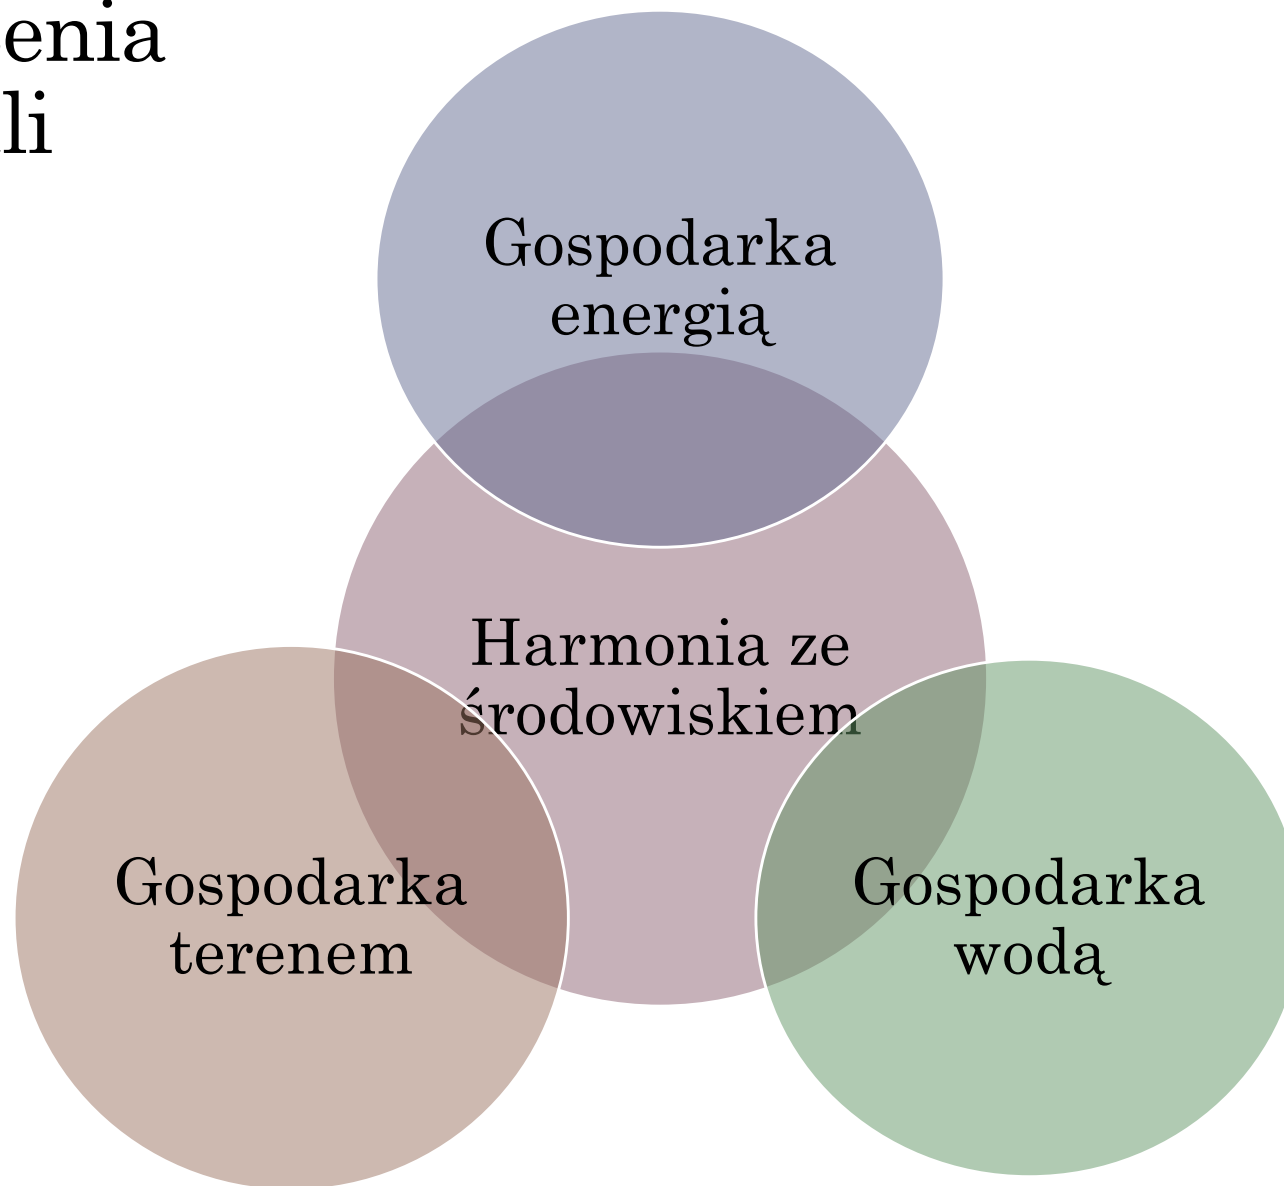 enia
li
Gospodarka
energią
Harmonia ze
środowiskiem
Gospodarka
terenem
Gospodarka
wodą